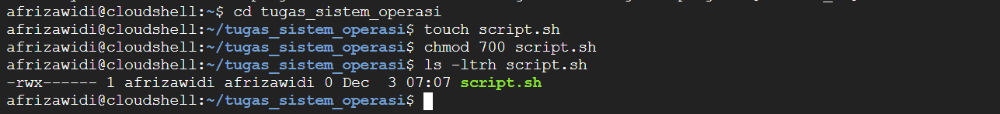 afrizawidi@cloudshell:~$ cd tugas_sistem_operasi
afrizawidi@cloudshell:~/tugas_sistem_operasi$ touch script.sh
afrizawidi@cloudshell:~/tugas_sistem_operasi$ chmod 700 script.sh
afrizawidi@cloudshell:~/tugas_sistem_operasi$ ls -ltrh script.sh
-rwx------ 1 afrizawidi afrizawidi 0 Dec  3 07:07 script.sh
afrizawidi@cloudshell:~/tugas_sistem_operasi$